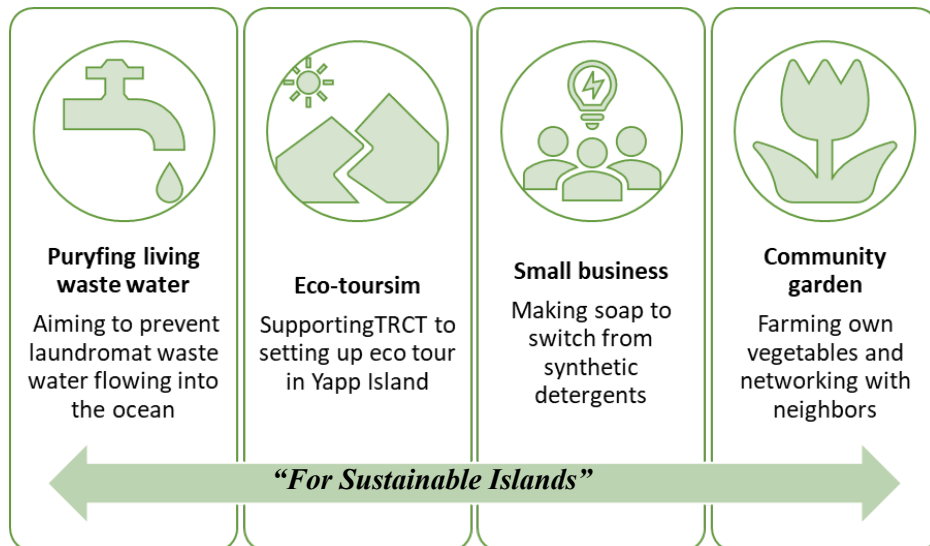 Puryfing living
waste water
Aiming to prevent
laundromat waste
water flowing into
the ocean
Eco-toursim
SupportingTRCT to
setting up eco tour
in Yapp Island
Small business
Making soap to
switch from
synthetic
detergents
Community
garden
Farming own
vegetables and
networking with
neighbors
“For Sustainable Islands”